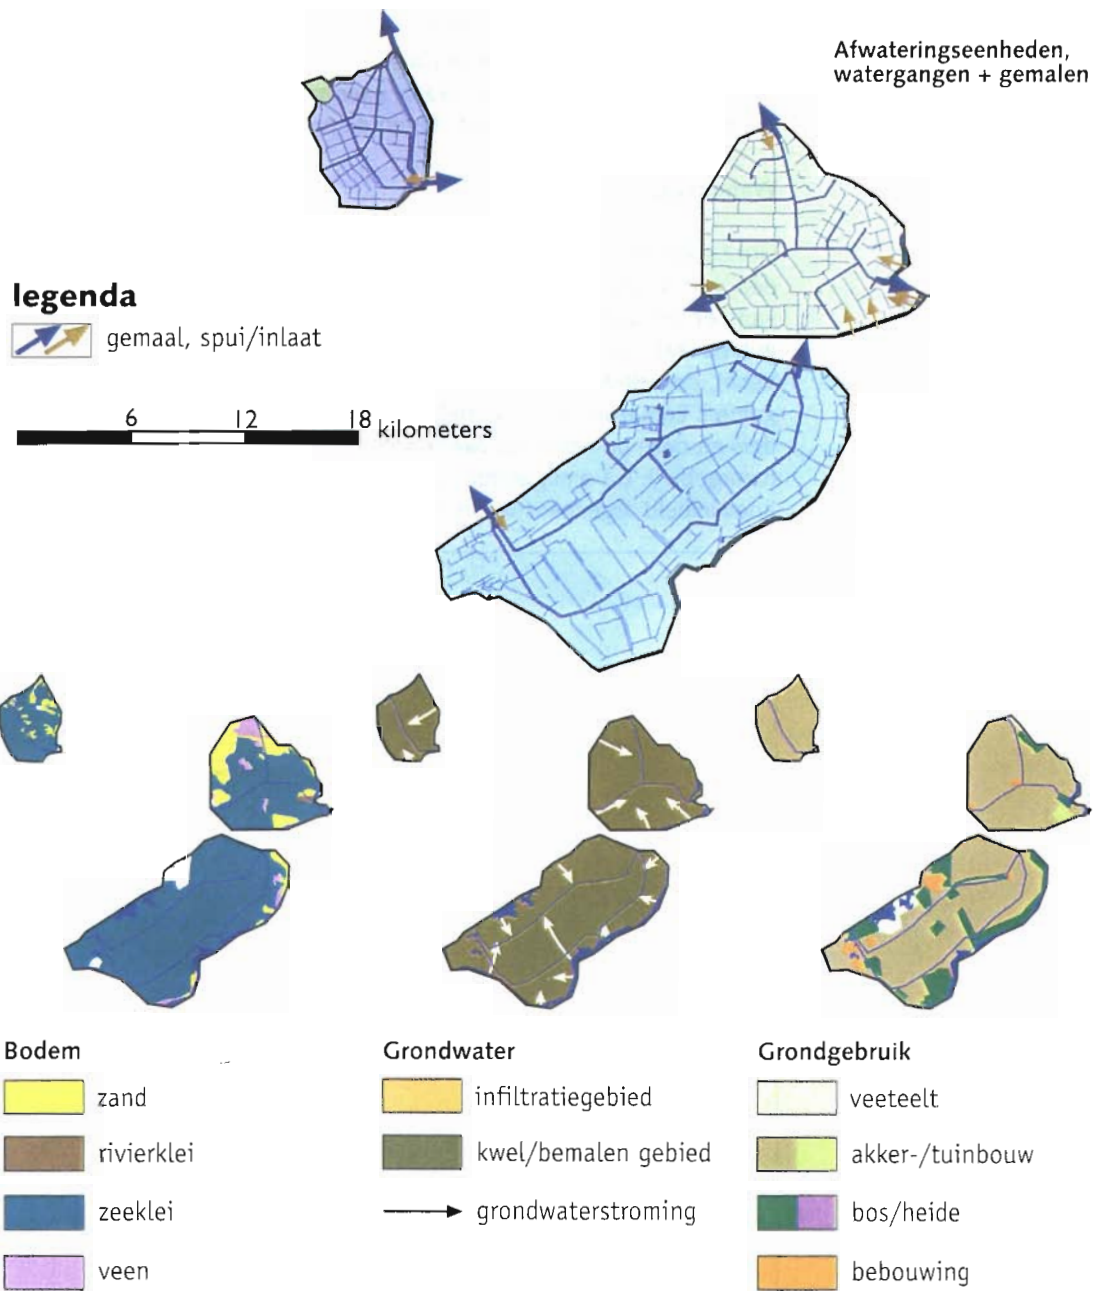 Afwateringseenheden,
watergangen + gemalen
legenda
gemaal, spui/inlaat
6 12 18 kilometers
Bodem
zand
rivierklei
zeeklei
veen
Grondwater
infiltratiegebied
kwel/bemalen gebied
grondwaterstroming
Grondgebruik
veeteelt
akker-/tuinbouw
bos/heide
bebouwing